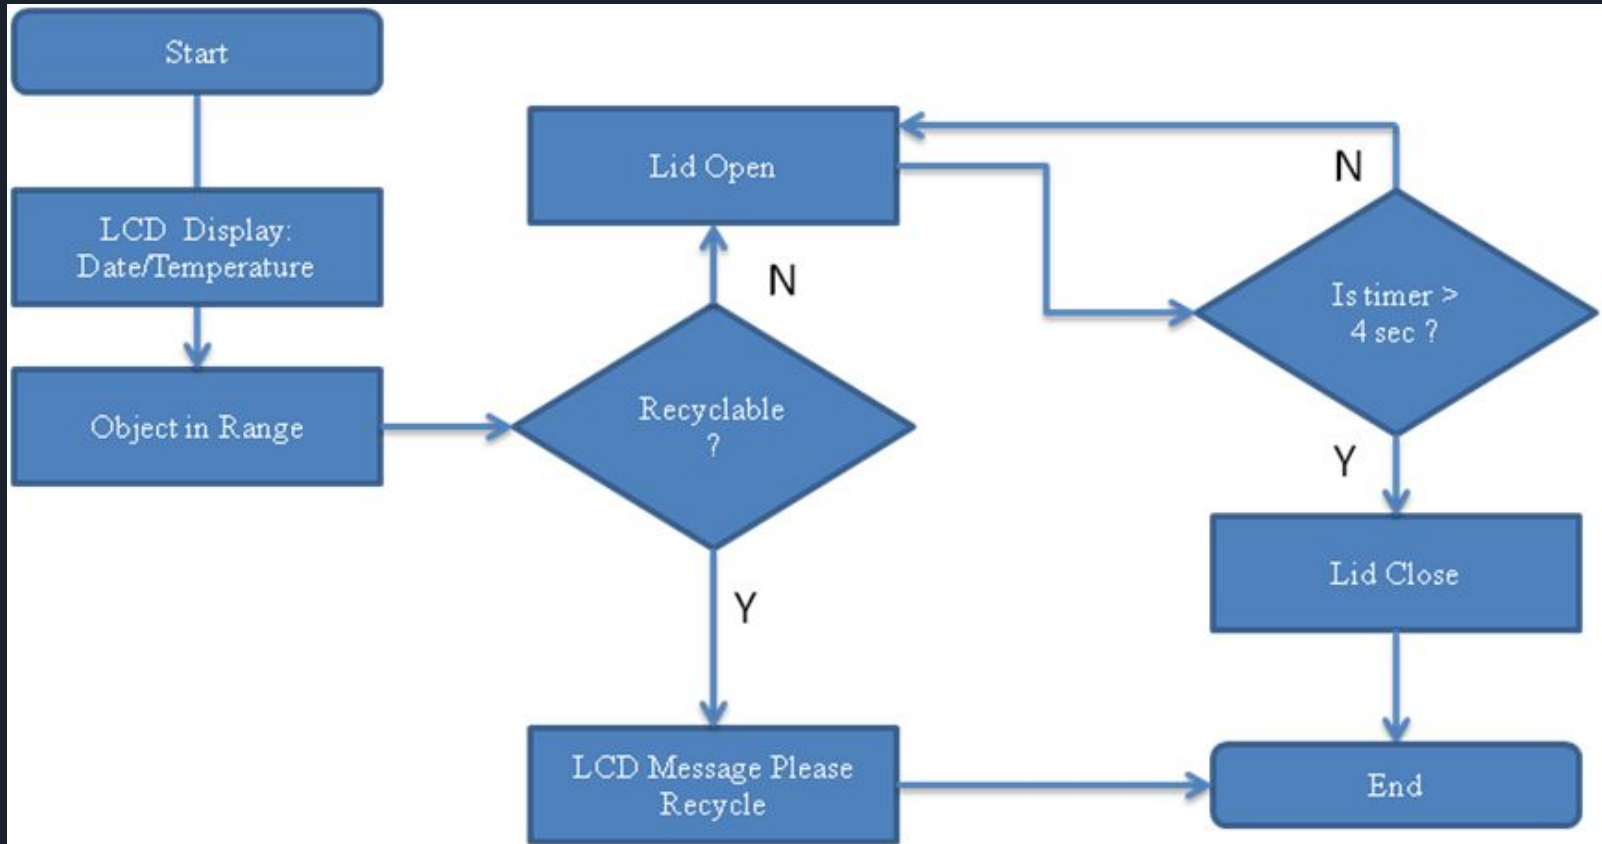 Start
LCD Display:
Date/Temperature
Object in Range
Recyclable
?
N
Lid Open
N
Is timer >
4 sec ?
Y
Lid Close
Y
LCD Message Please
Recycle
End